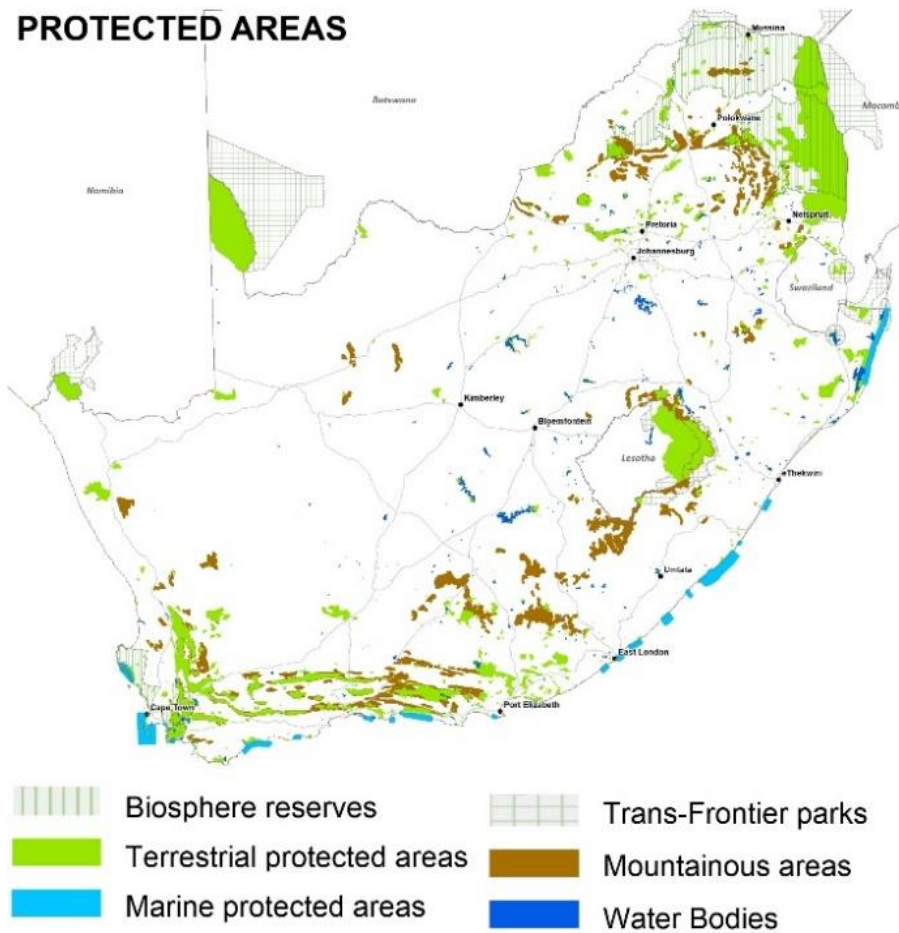 PROTECTED AREAS
Mussina
Botswana
Mocamb
Polokwane
Namibia
Nelspruit
Pretoria
Johannesburg
Swaziland
Kimberley
Bloemfontein
Lesotho
eThekwini
Umtata
East London
Cape Town
Port Elizabeth
Biosphere reserves
Trans-Frontier parks
Terrestrial protected areas
Mountainous areas
Marine protected areas
Water Bodies